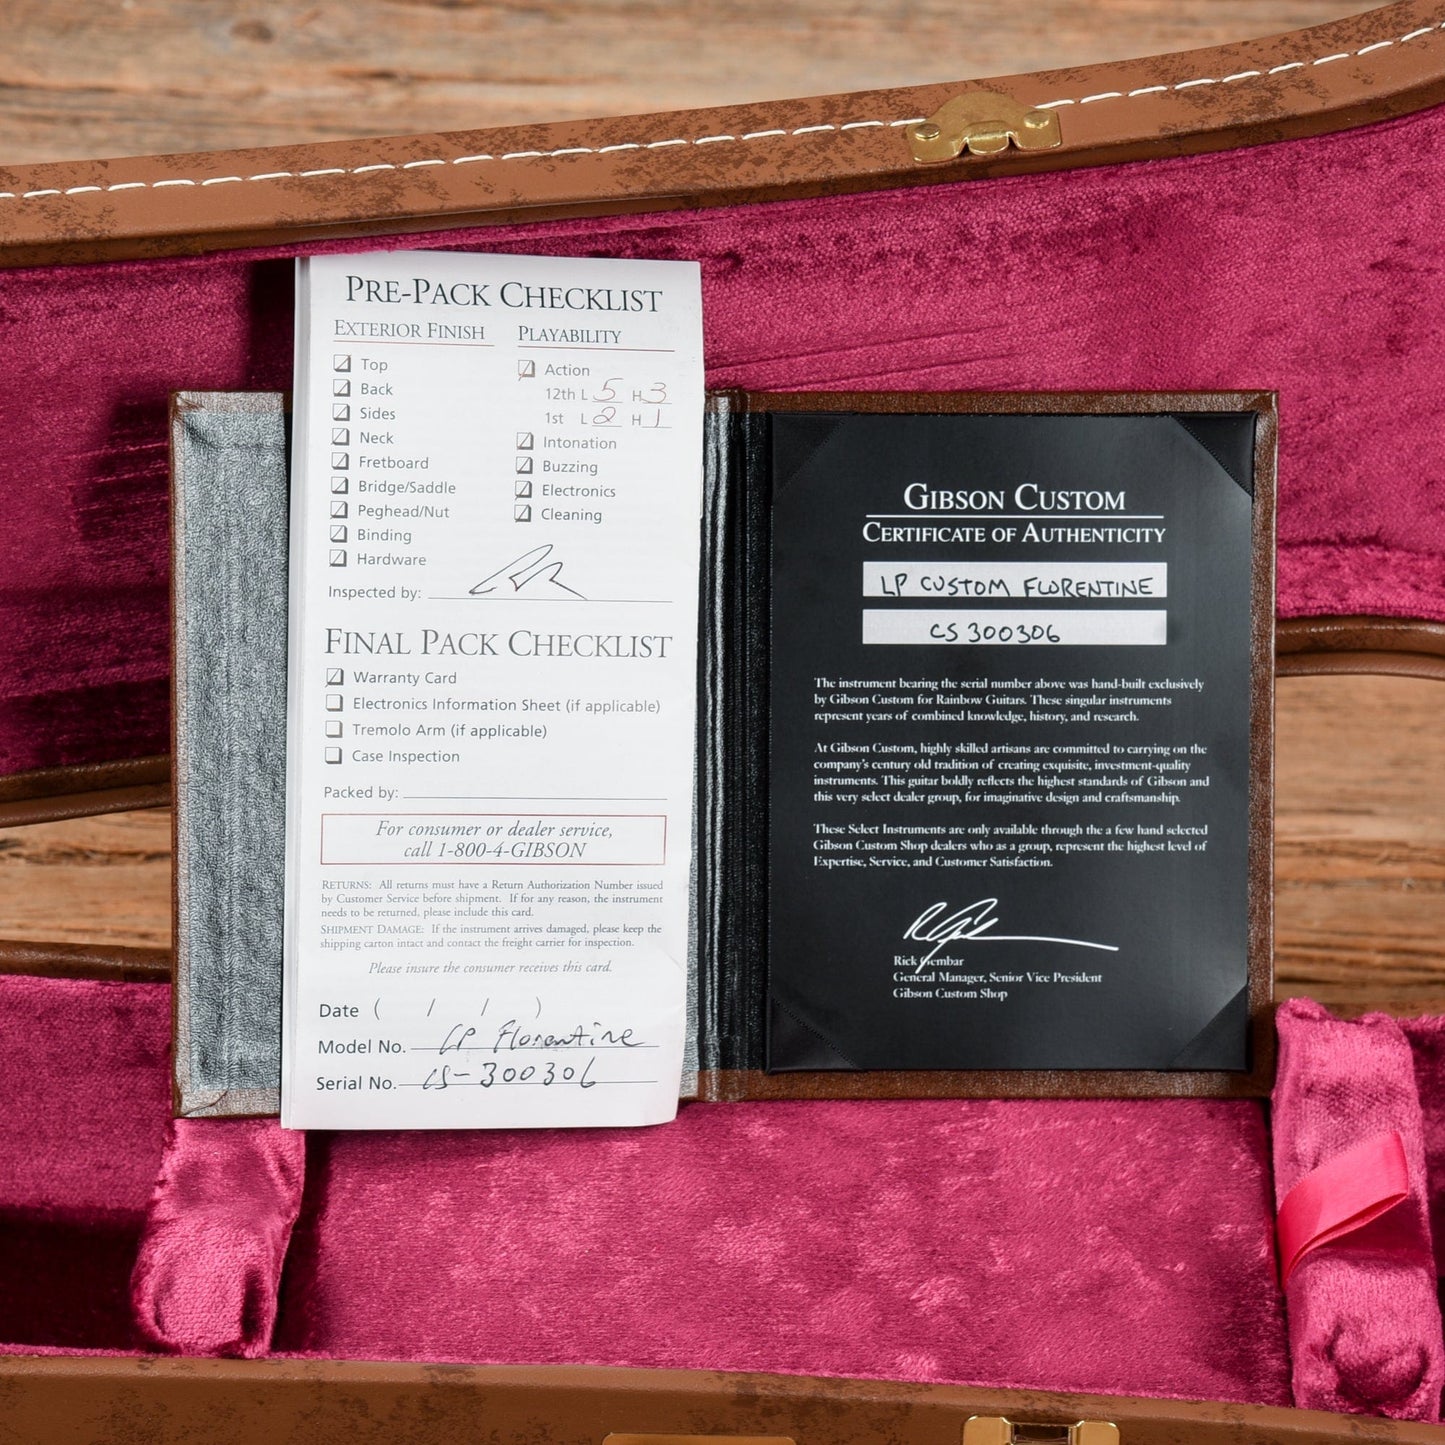 PRE-PACK CHECKLIST
EXTERIOR FINISH
Top
Back
Sides
Neck
Fretboard
Bridge/Saddle
Peghead/Nut
Binding
Hardware
PLAYABILITY
Action
12th L 5 H 3
1st L 2 H 1
Intonation
Buzzing
Electronics
Cleaning
Inspected by:
FINAL PACK CHECKLIST
Warranty Card
Electronics Information Sheet (if applicable)
Tremolo Arm (if applicable)
Case Inspection
Packed by:
For consumer or dealer service,
call 1-800-4-GIBSON
RETURNS: All returns must have a Return Authorization Number issued
by Customer Service before shipment. If for any reason, the instrument
needs to be returned, please include this card.
SHIPMENT DAMAGE: If the instrument arrives damaged, please keep the
shipping carton intact and contact the freight carrier for inspection.
Please insure the consumer receives this card.
Date ( / / )
Model No. LP Florentine
Serial No. CS-300306
GIBSON CUSTOM
CERTIFICATE OF AUTHENTICITY
LP CUSTOM FLORENTINE
CS 300306
The instrument bearing the serial number above was hand-built exclusively
by Gibson Custom for Rainbow Guitars. These singular instruments
represent years of combined knowledge, history, and research.
At Gibson Custom, highly skilled artisans are committed to carrying on the
company's century old tradition of creating exquisite, investment-quality
instruments. This guitar boldly reflects the highest standards of Gibson and
this very select dealer group, for imaginative design and craftsmanship.
These Select Instruments are only available through the a few hand selected
Gibson Custom Shop dealers who as a group, represent the highest level of
Expertise, Service, and Customer Satisfaction.
Rick Gembar
General Manager, Senior Vice President
Gibson Custom Shop